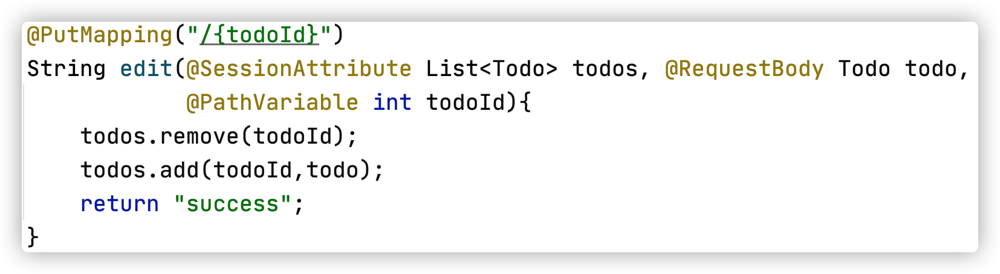 @PutMapping("/{todoId}")
String edit(@SessionAttribute List<Todo> todos, @RequestBody Todo todo,
            @PathVariable int todoId){
    todos.remove(todoId);
    todos.add(todoId,todo);
    return "success";
}